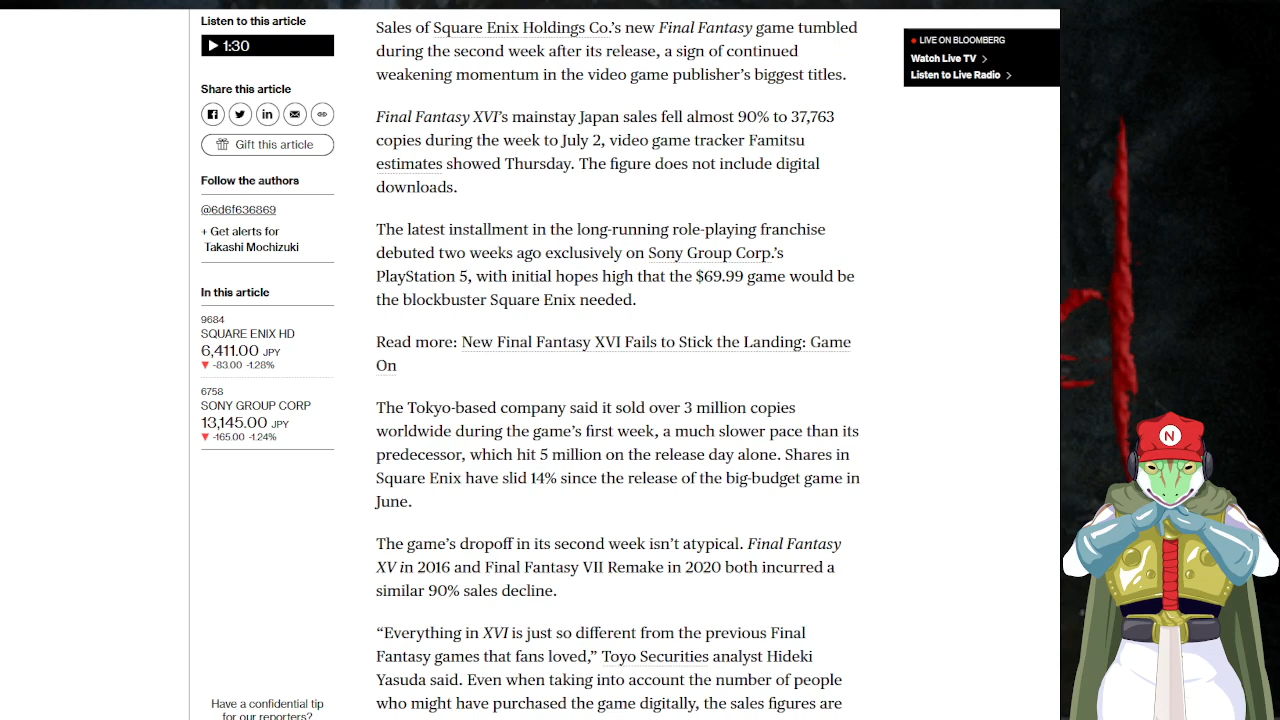 Listen to this article
1:30
Share this article
Gift this article
Follow the authors
@6d6f636869
+ Get alerts for
Takashi Mochizuki
In this article
9684
SQUARE ENIX HD
6,411.00 JPY
▼ -83.00 -1.28%
6758
SONY GROUP CORP
13,145.00 JPY
▼ -165.00 -1.24%
Have a confidential tip
for our reporters?
Sales of Square Enix Holdings Co.’s new Final Fantasy game tumbled
during the second week after its release, a sign of continued
weakening momentum in the video game publisher’s biggest titles.
Final Fantasy XVI’s mainstay Japan sales fell almost 90% to 37,763
copies during the week to July 2, video game tracker Famitsu
estimates showed Thursday. The figure does not include digital
downloads.
The latest installment in the long-running role-playing franchise
debuted two weeks ago exclusively on Sony Group Corp.’s
PlayStation 5, with initial hopes high that the $69.99 game would be
the blockbuster Square Enix needed.
Read more: New Final Fantasy XVI Fails to Stick the Landing: Game
On
The Tokyo-based company said it sold over 3 million copies
worldwide during the game’s first week, a much slower pace than its
predecessor, which hit 5 million on the release day alone. Shares in
Square Enix have slid 14% since the release of the big-budget game in
June.
The game’s dropoff in its second week isn’t atypical. Final Fantasy
XV in 2016 and Final Fantasy VII Remake in 2020 both incurred a
similar 90% sales decline.
“Everything in XVI is just so different from the previous Final
Fantasy games that fans loved,” Toyo Securities analyst Hideki
Yasuda said. Even when taking into account the number of people
who might have purchased the game digitally, the sales figures are
LIVE ON BLOOMBERG
Watch Live TV >
Listen to Live Radio >
N